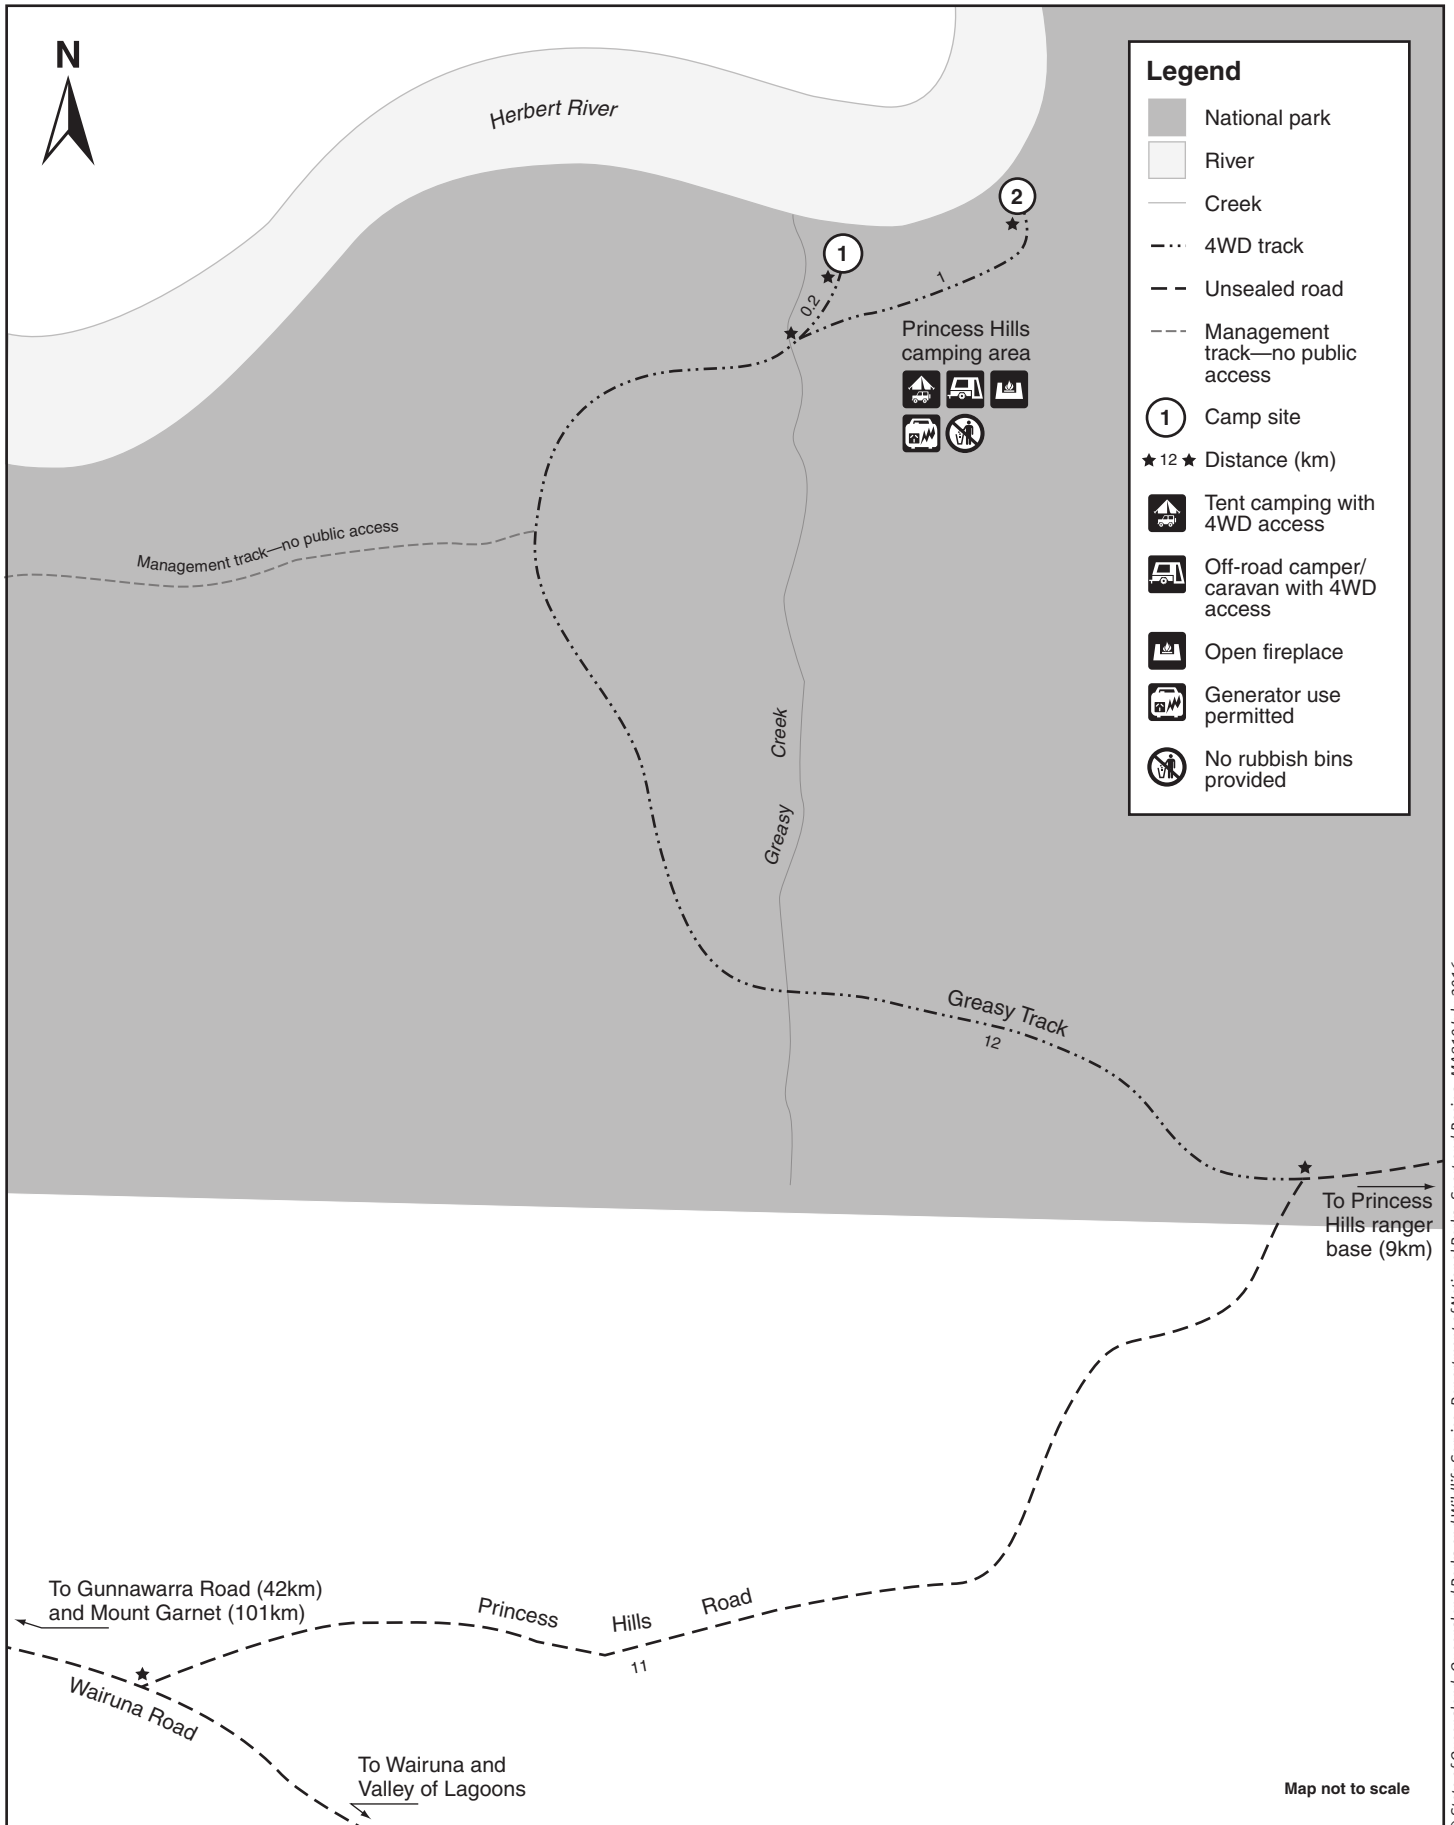 N
Herbert River
2
1
1
0.2
Princess Hills
camping area
Management track—no public access
Creek
Greasy
Greasy Track
12
To Princess
Hills ranger
base (9km)
To Gunnawarra Road (42km)
and Mount Garnet (101km)
Princess Hills Road
11
Wairuna Road
To Wairuna and
Valley of Lagoons
Map not to scale
Legend
National park
River
Creek
4WD track
Unsealed road
Management
track—no public
access
1 Camp site
12 Distance (km)
Tent camping with
4WD access
Off-road camper/
caravan with 4WD
access
Open fireplace
Generator use
permitted
No rubbish bins
provided